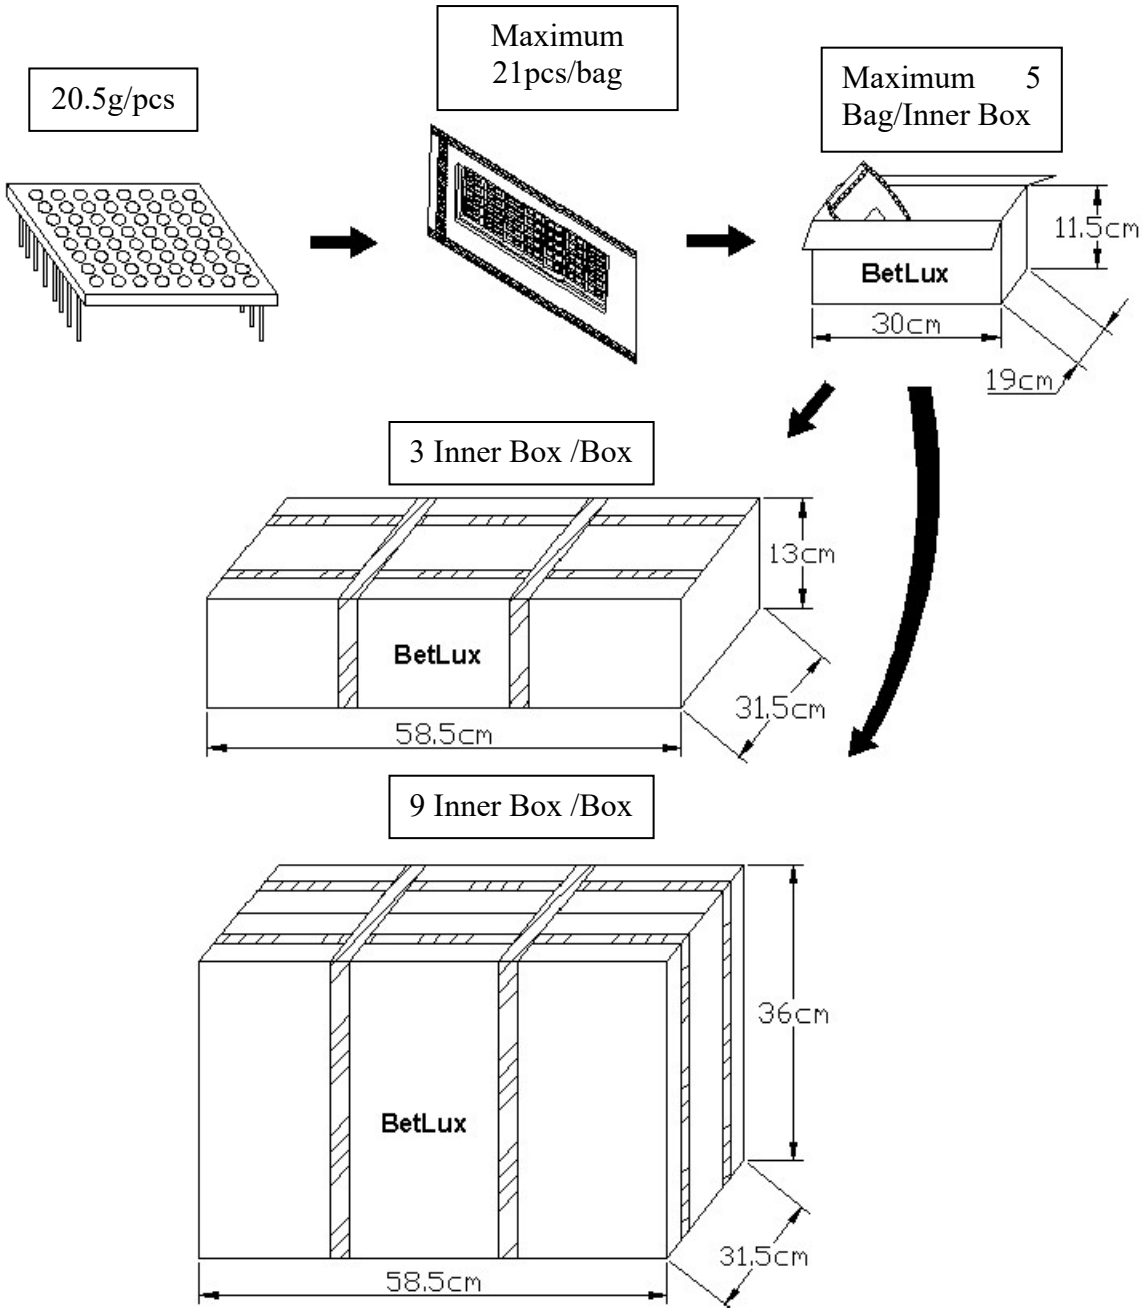 Maximum
21pcs/bag
20.5g/pcs
Maximum 5
Bag/Inner Box
11.5cm
BetLux
30cm
19cm
3 Inner Box /Box
13cm
BetLux
31.5cm
58.5cm
9 Inner Box /Box
36cm
BetLux
31.5cm
58.5cm